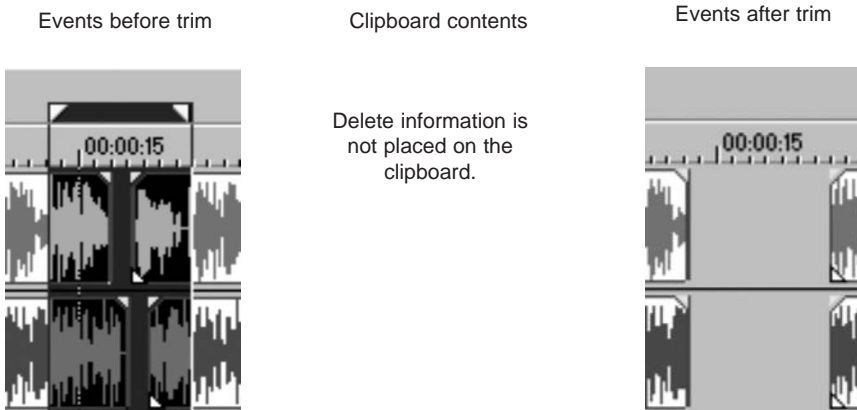 Events before trim
Clipboard contents
Events after trim
Delete information is
not placed on the
clipboard.
00:00:15
00:00:15